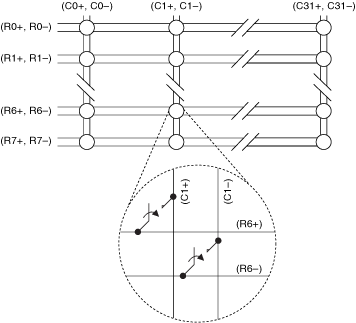 (C0+, C0–) (C1+, C1–) (C31+, C31–)
(R0+, R0–)
(R1+, R1–)
(R6+, R6–)
(R7+, R7–)
(C1+)
(C1–)
(R6+)
(R6–)